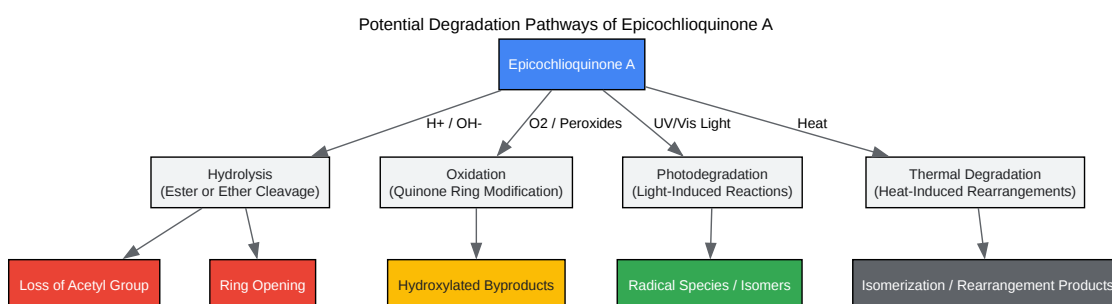 Potential Degradation Pathways of Epicochlioquinone A
Epicochlioquinone A
H+ / OH-
O2 / Peroxides
UV/Vis Light
Heat
Hydrolysis
(Ester or Ether Cleavage)
Oxidation
(Quinone Ring Modification)
Photodegradation
(Light-Induced Reactions)
Thermal Degradation
(Heat-Induced Rearrangements)
Loss of Acetyl Group
Ring Opening
Hydroxylated Byproducts
Radical Species / Isomers
Isomerization / Rearrangement Products